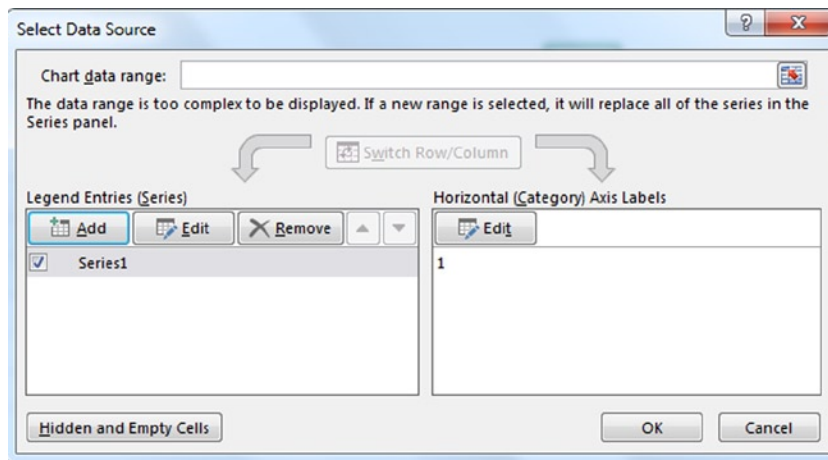 Select Data Source
Chart data range:
The data range is too complex to be displayed. If a new range is selected, it will replace all of the series in the
Series panel.
Switch Row/Column
Legend Entries (Series)
Horizontal (Category) Axis Labels
Add Edit Remove
Edit
Series1
1
Hidden and Empty Cells
OK Cancel